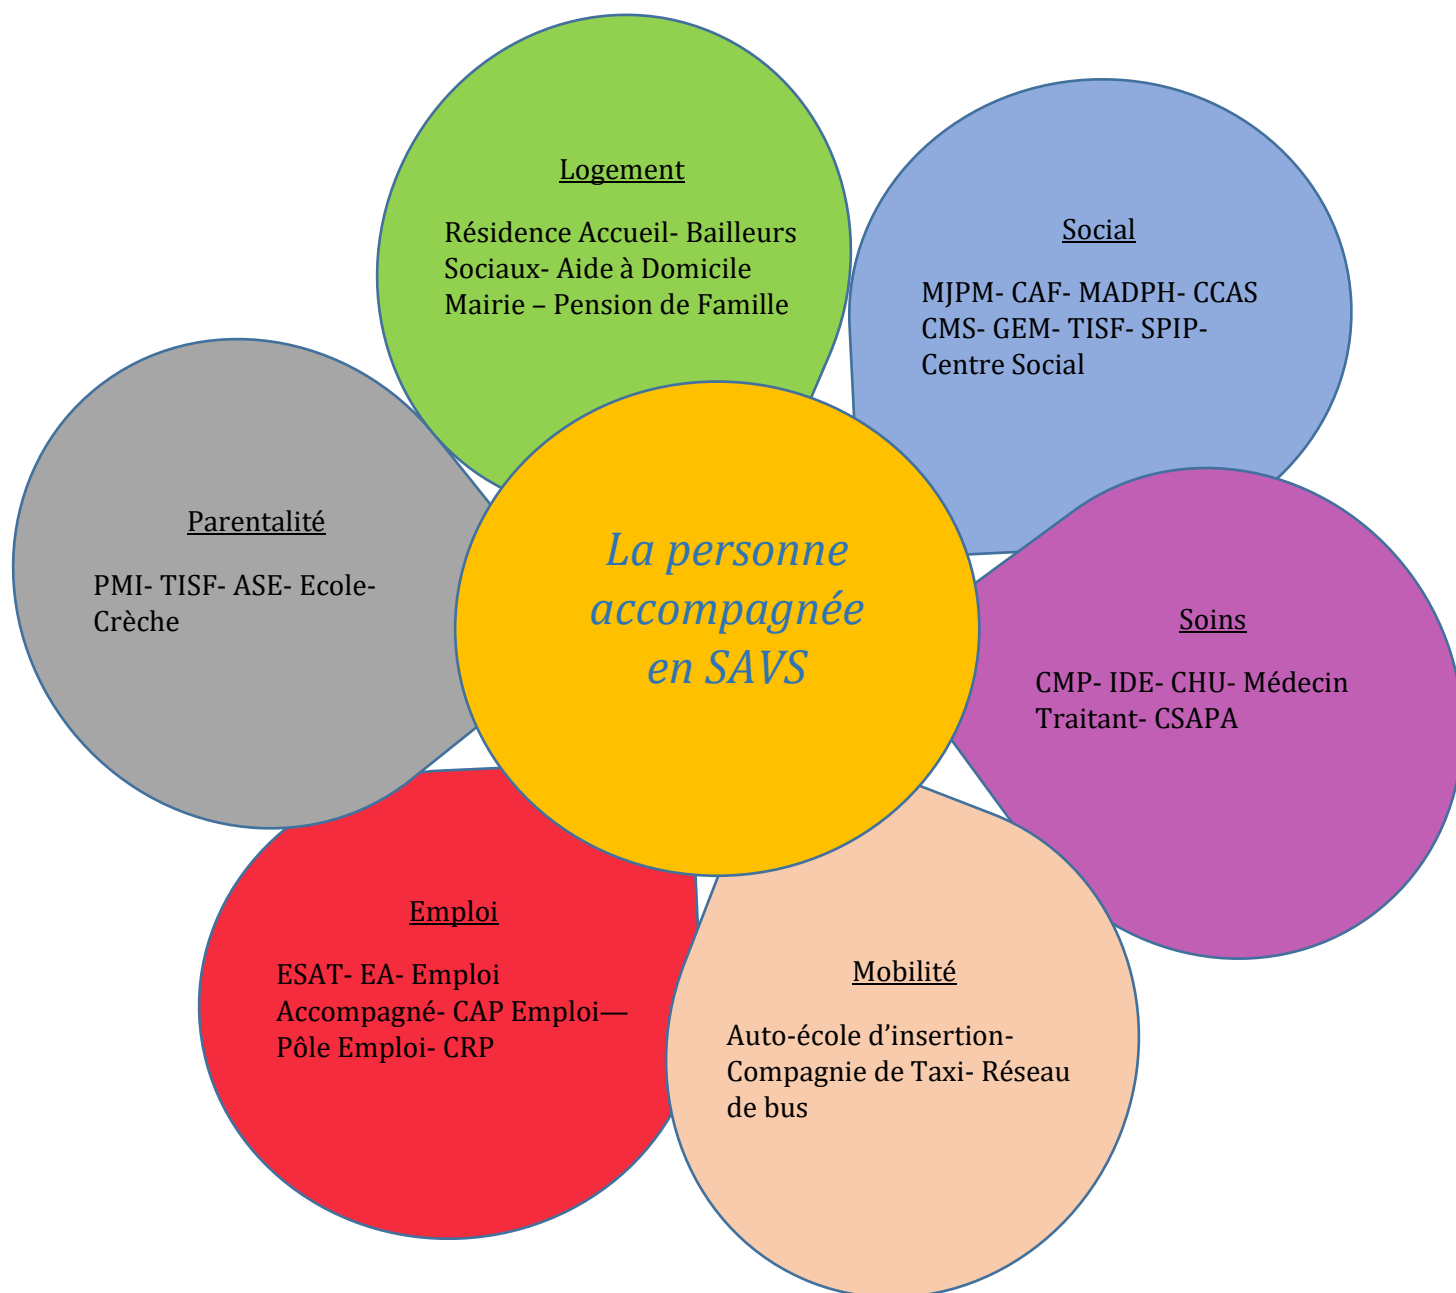 Logement
Résidence Accueil- Bailleurs
Sociaux- Aide à Domicile
Mairie – Pension de Famille
Social
MJPM- CAF- MADPH- CCAS
CMS- GEM- TISF- SPIP-
Centre Social
Parentalité
PMI- TISF- ASE- Ecole-
Crèche
La personne
accompagnée
en SAVS
Soins
CMP- IDE- CHU- Médecin
Traitant- CSAPA
Emploi
ESAT- EA- Emploi
Accompagné- CAP Emploi—
Pôle Emploi- CRP
Mobilité
Auto-école d’insertion-
Compagnie de Taxi- Réseau
de bus